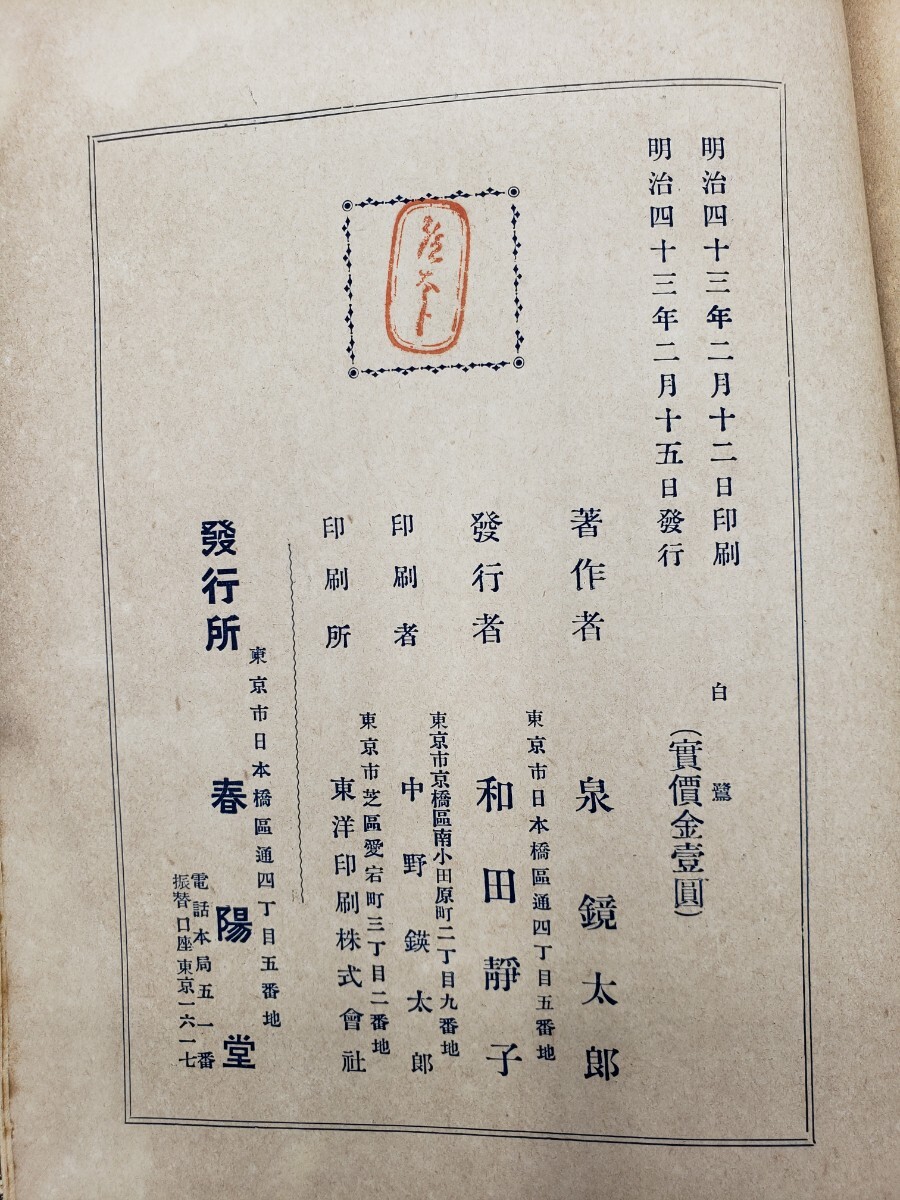 明治四十三年二月十二日印刷
明治四十三年二月十五日發行
白鷺
(實價金壹圓)
著作者 泉鏡太郎
東京市日本橋區通四丁目五番地
發行者 和田靜子
東京市京橋區南小田原町二丁目九番地
印刷者 中野鍈太郎
東京市芝區愛宕町三丁目二番地
印刷所 東洋印刷株式會社
東京市日本橋區通四丁目五番地
發行所 春陽堂
電話本局五一番
振替口座東京一六一七